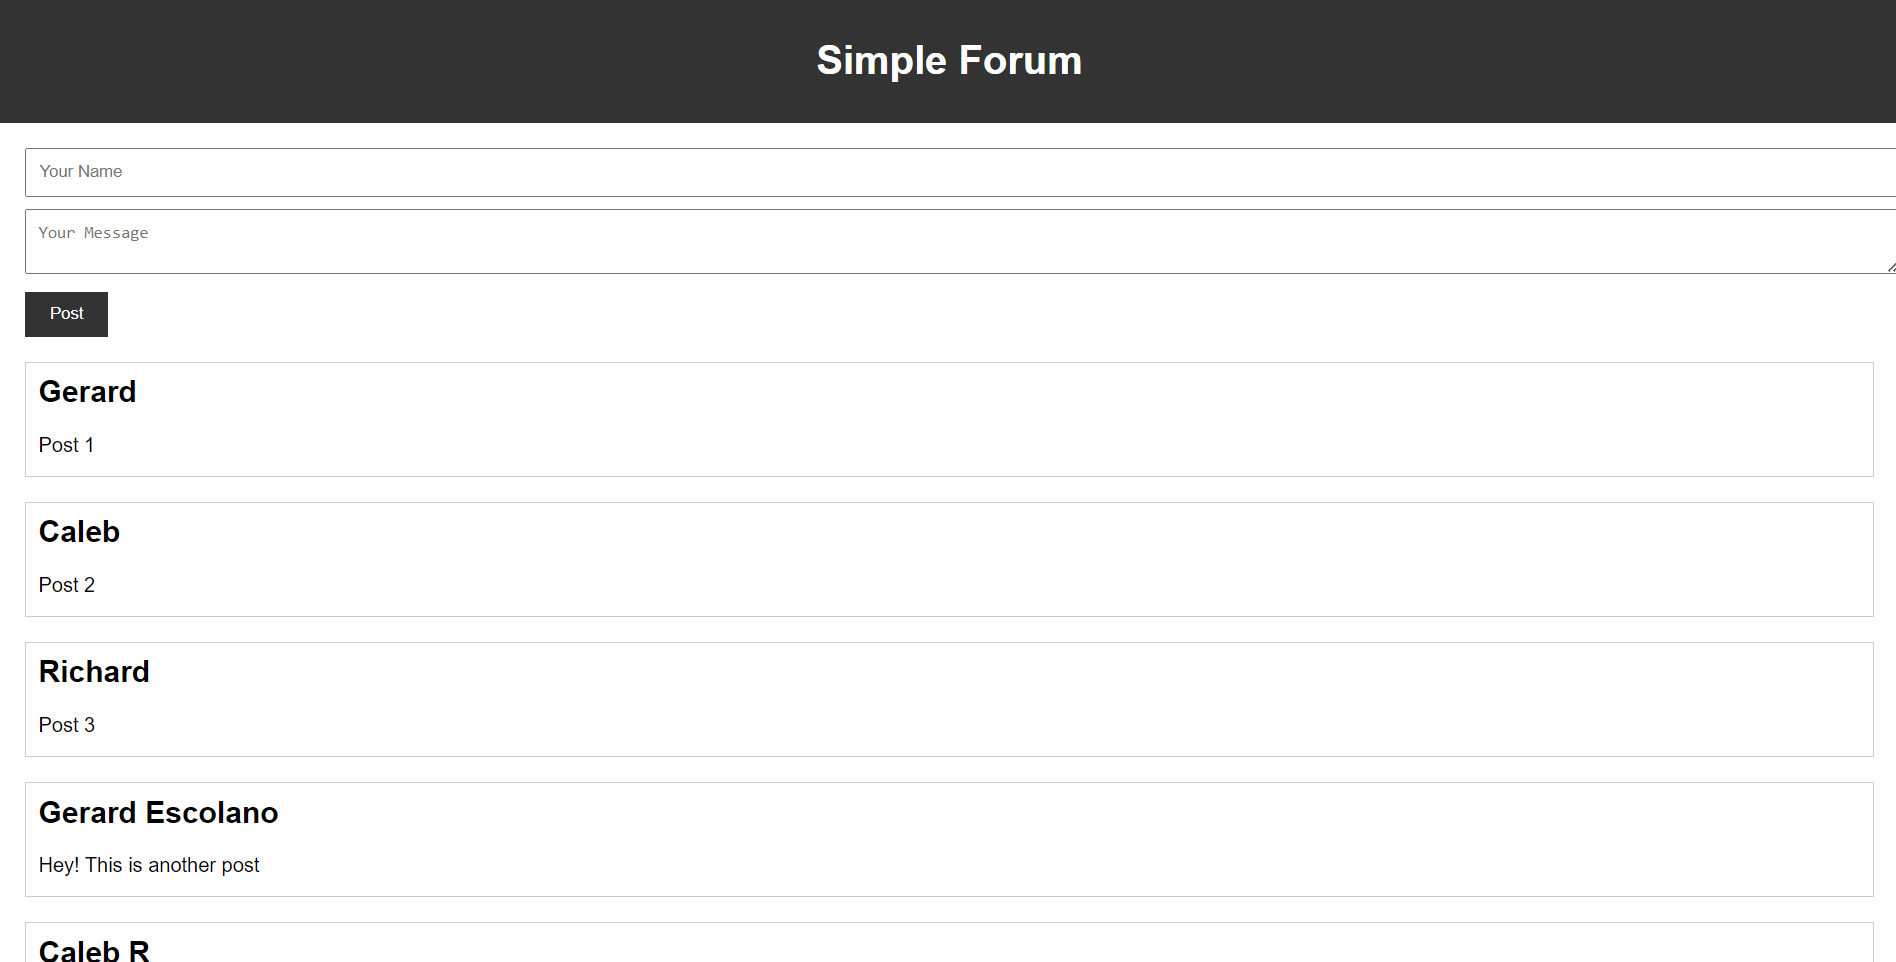 Simple Forum
Your Name
Your Message
Post
Gerard
Post 1
Caleb
Post 2
Richard
Post 3
Gerard Escolano
Hey! This is another post
Caleb R